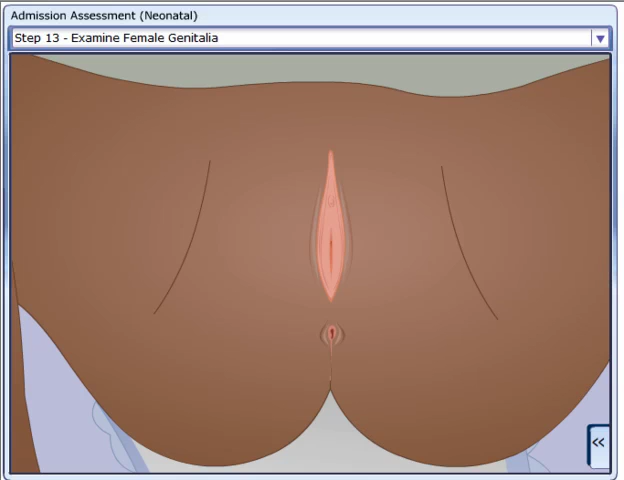 Admission Assessment (Neonatal)
Step 13 - Examine Female Genitalia
<<